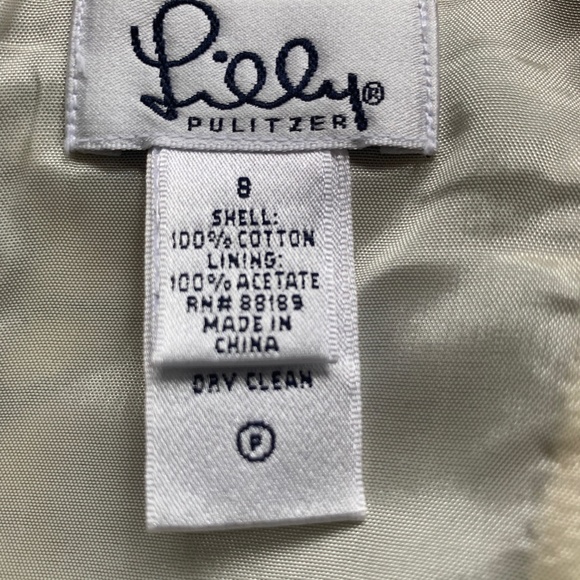 Lilly®
PULITZER
8
SHELL:
100% COTTON
LINING:
100% ACETATE
RN# 88189
MADE IN
CHINA
DRY CLEAN
P